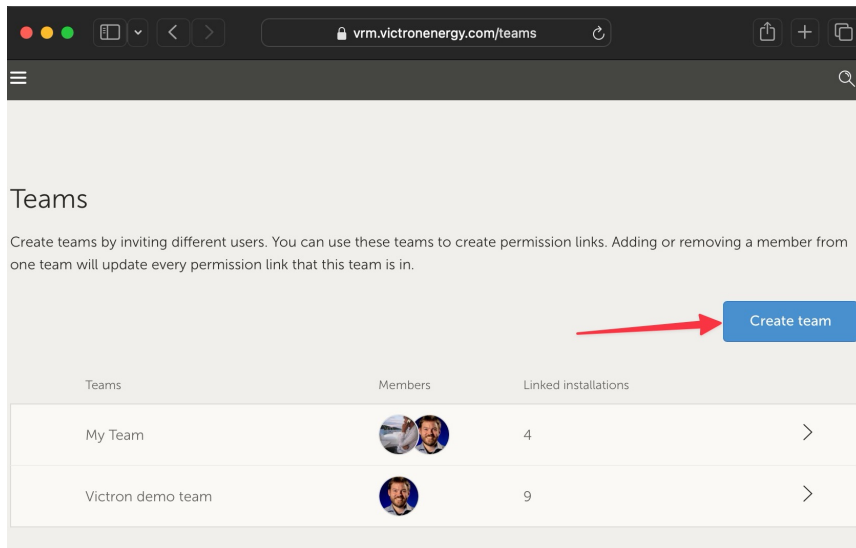 vrm.victronenergy.com/teams
Teams
Create teams by inviting different users. You can use these teams to create permission links. Adding or removing a member from
one team will update every permission link that this team is in.
Create team
Teams Members Linked installations
My Team 4
Victron demo team 9